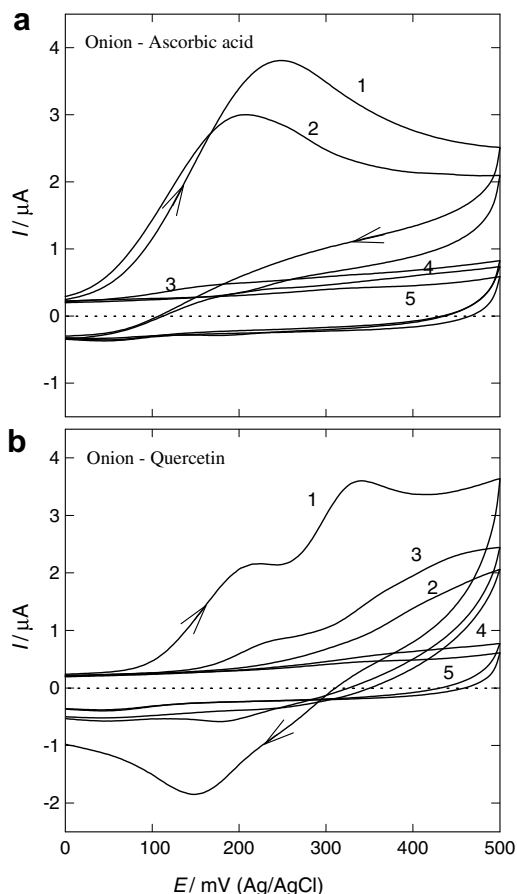 a
Onion - Ascorbic acid
4
3
2
1
0
-1
I / μA
1
2
3
4
5
b
Onion - Quercetin
4
3
2
1
0
-1
-2
I / μA
1
3
2
4
5
0 100 200 300 400 500
E / mV (Ag/AgCl)